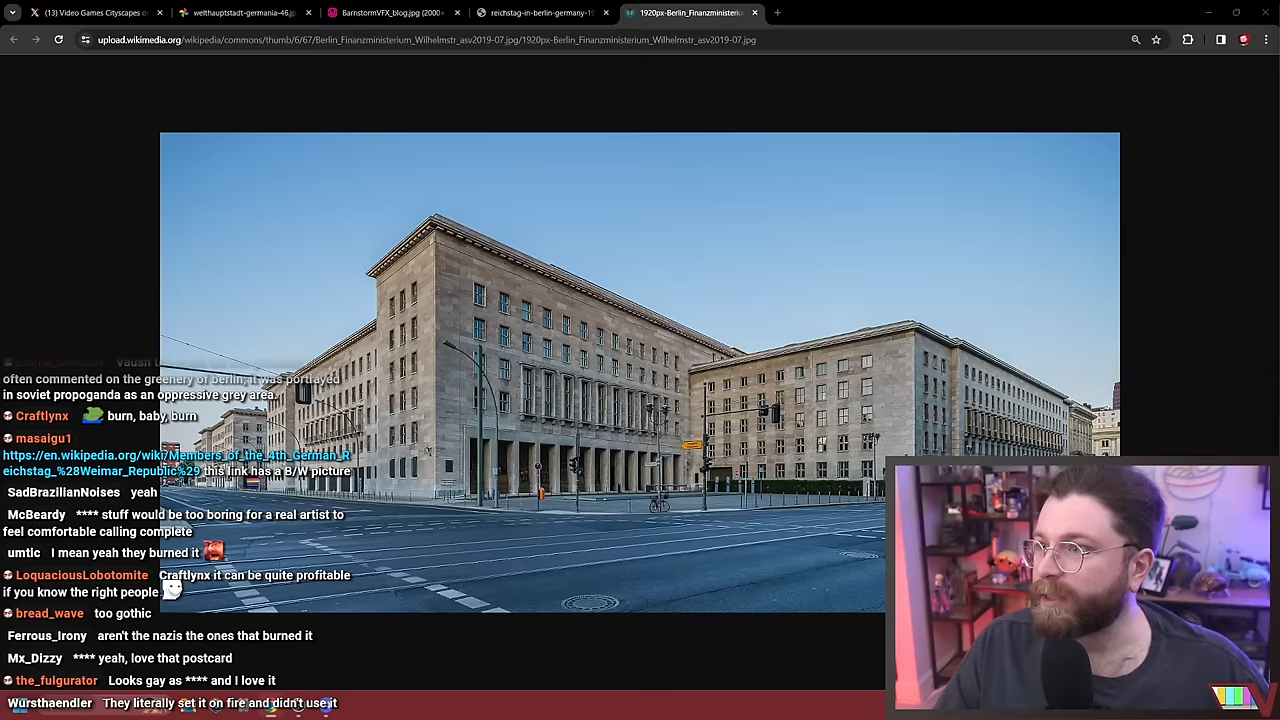 (13) Video Games Cityscapes o
welthauptstadt-germania-46.jp
BarnstormVFX_blog.jpg (2000×
reichstag-in-berlin-germany-19
1920px-Berlin_Finanzministeriu
upload.wikimedia.org/wikipedia/commons/thumb/6/67/Berlin_Finanzministerium_Wilhelmstr_asv2019-07.jpg/1920px-Berlin_Finanzministerium_Wilhelmstr_asv2019-07.jpg
Vaush
often commented on the greenery of berlin; it was portrayed
in soviet propoganda as an oppressive grey area.
Craftlynx burn, baby, burn
masaigu1
https://en.wikipedia.org/wiki/Members_of_the_4th_German_R
eichstag_%28Weimar_Republic%29 this link has a B/W picture
SadBrazilianNoises yeah
McBeardy **** stuff would be too boring for a real artist to
feel comfortable calling complete
umtic I mean yeah they burned it
LoquaciousLobotomite Craftlynx it can be quite profitable
if you know the right people
bread_wave too gothic
Ferrous_Irony aren't the nazis the ones that burned it
Mx_Dizzy **** yeah, love that postcard
the_fulgurator Looks gay as **** and I love it
Wursthaendler They literally set it on fire and didn't use it